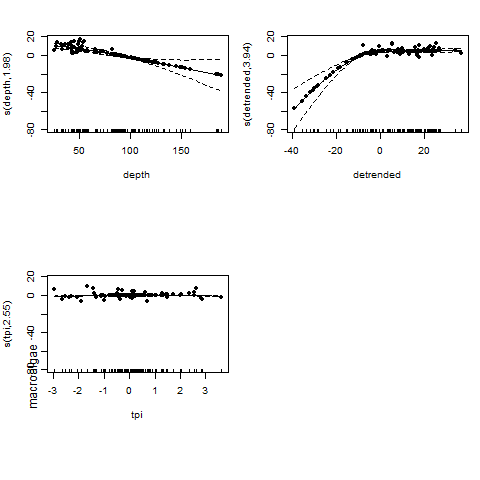 s(depth,1.98)
20
0
-40
-80
50 100 150
depth
s(detrended,3.94)
20
0
-40
-80
-40 -20 0 20
detrended
s(tpi,2.55)
20
0
-40
-80
-3 -2 -1 0 1 2 3
tpi
macroalgae